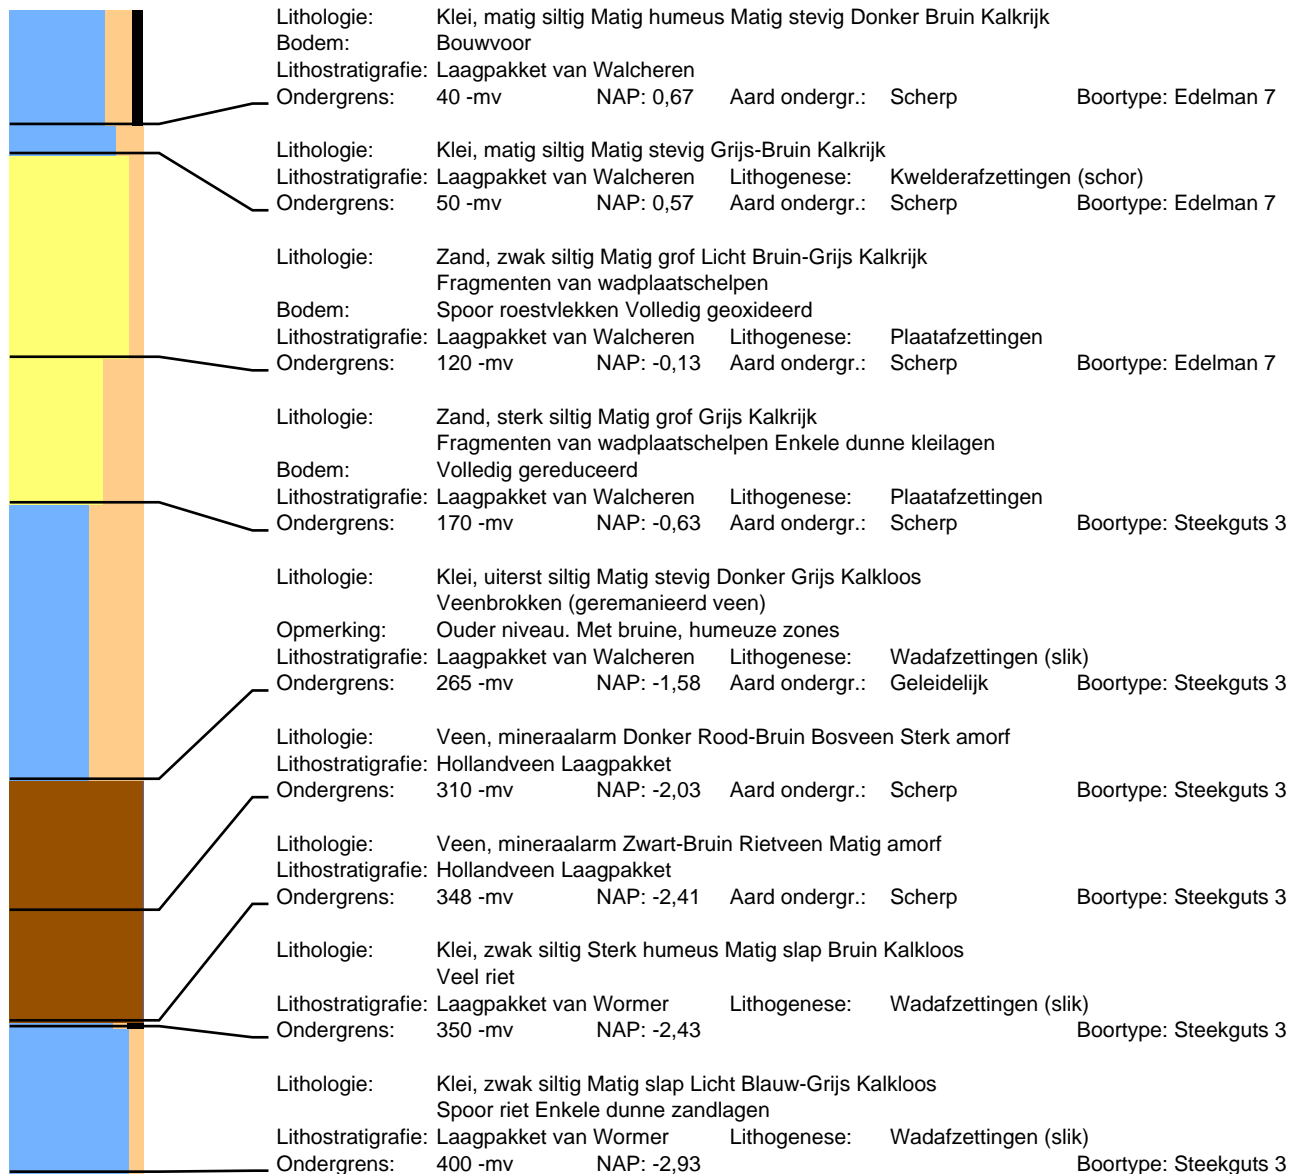 Lithologie: Klei, matig siltig Matig humeus Matig stevig Donker Bruin Kalkrijk
Bodem: Bouwvoor
Lithostratigrafie: Laagpakket van Walcheren
Ondergrens: 40 -mv NAP: 0,67 Aard ondergr.: Scherp Boortype: Edelman 7
Lithologie: Klei, matig siltig Matig stevig Grijs-Bruin Kalkrijk
Lithostratigrafie: Laagpakket van Walcheren Lithogenese: Kwelderafzettingen (schor)
Ondergrens: 50 -mv NAP: 0,57 Aard ondergr.: Scherp Boortype: Edelman 7
Lithologie: Zand, zwak siltig Matig grof Licht Bruin-Grijs Kalkrijk
Fragmenten van wadplaatschelpen
Bodem: Spoor roestvlekken Volledig geoxideerd
Lithostratigrafie: Laagpakket van Walcheren Lithogenese: Plaatafzettingen
Ondergrens: 120 -mv NAP: -0,13 Aard ondergr.: Scherp Boortype: Edelman 7
Lithologie: Zand, sterk siltig Matig grof Grijs Kalkrijk
Fragmenten van wadplaatschelpen Enkele dunne kleilagen
Bodem: Volledig gereduceerd
Lithostratigrafie: Laagpakket van Walcheren Lithogenese: Plaatafzettingen
Ondergrens: 170 -mv NAP: -0,63 Aard ondergr.: Scherp Boortype: Steekguts 3
Lithologie: Klei, uiterst siltig Matig stevig Donker Grijs Kalkloos
Veenbrokken (geremanieerd veen)
Opmerking: Ouder niveau. Met bruine, humeuze zones
Lithostratigrafie: Laagpakket van Walcheren Lithogenese: Wadafzettingen (slik)
Ondergrens: 265 -mv NAP: -1,58 Aard ondergr.: Geleidelijk Boortype: Steekguts 3
Lithologie: Veen, mineraalarm Donker Rood-Bruin Bosveen Sterk amorf
Lithostratigrafie: Hollandveen Laagpakket
Ondergrens: 310 -mv NAP: -2,03 Aard ondergr.: Scherp Boortype: Steekguts 3
Lithologie: Veen, mineraalarm Zwart-Bruin Rietveen Matig amorf
Lithostratigrafie: Hollandveen Laagpakket
Ondergrens: 348 -mv NAP: -2,41 Aard ondergr.: Scherp Boortype: Steekguts 3
Lithologie: Klei, zwak siltig Sterk humeus Matig slap Bruin Kalkloos
Veel riet
Lithostratigrafie: Laagpakket van Wormer Lithogenese: Wadafzettingen (slik)
Ondergrens: 350 -mv NAP: -2,43 Boortype: Steekguts 3
Lithologie: Klei, zwak siltig Matig slap Licht Blauw-Grijs Kalkloos
Spoor riet Enkele dunne zandlagen
Lithostratigrafie: Laagpakket van Wormer Lithogenese: Wadafzettingen (slik)
Ondergrens: 400 -mv NAP: -2,93 Boortype: Steekguts 3